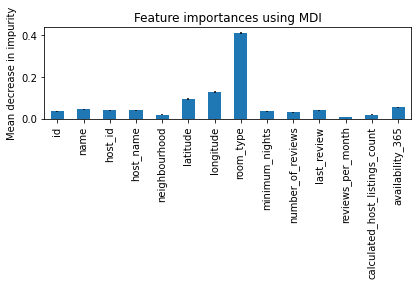 Feature importances using MDI
Mean decrease in impurity
0.4
0.2
0.0
id
name
host_id
host_name
neighbourhood
latitude
longitude
room_type
minimum_nights
number_of_reviews
last_review
reviews_per_month
calculated_host_listings_count
availability_365